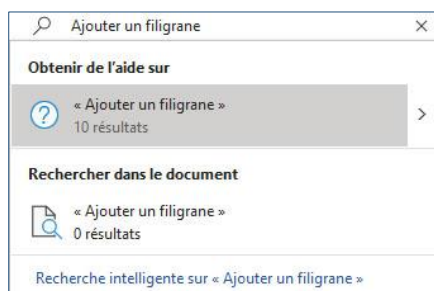 Ajouter un filigrane
Obtenir de l'aide sur
« Ajouter un filigrane »
10 résultats
Rechercher dans le document
« Ajouter un filigrane »
0 résultats
Recherche intelligente sur « Ajouter un filigrane »